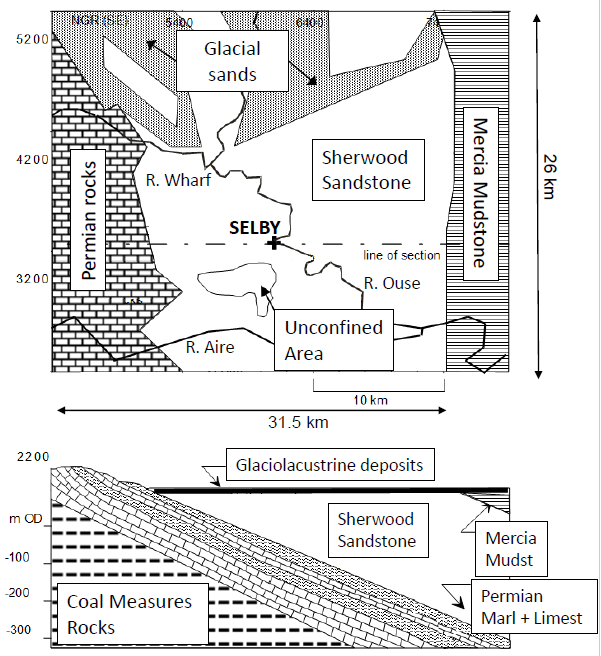 NGR (SE)
5400
6400
74
5200
Glacial
sands
4200
Sherwood
Sandstone
Mercia Mudstone
26 km
R. Wharf
Permian rocks
SELBY
line of section
3200
R. Ouse
Unconfined
Area
R. Aire
10 km
31.5 km
2200
Glaciolacustrine deposits
m OD
Sherwood
Sandstone
Mercia
Mudst
-100
-200
Permian
Marl + Limest
Coal Measures
Rocks
-300